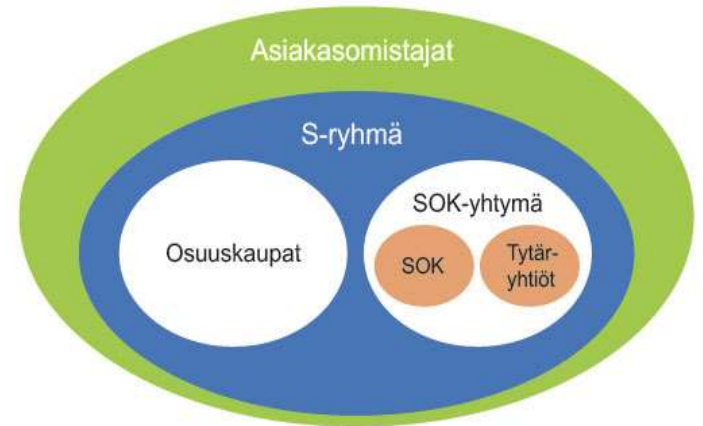 Asiakasomistajat
S-ryhmä
Osuuskaupat
SOK-yhtymä
SOK
Tytär-
yhtiöt